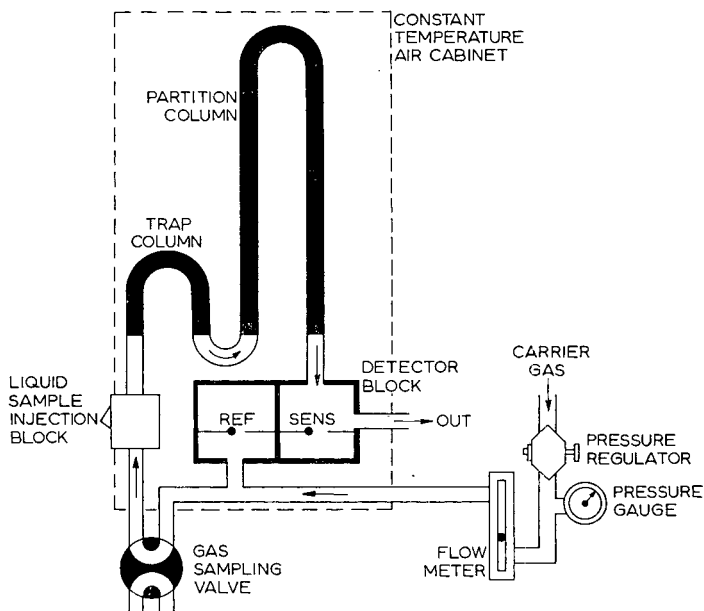 CONSTANT
TEMPERATURE
AIR CABINET
PARTITION
COLUMN
TRAP
COLUMN
LIQUID
SAMPLE
INJECTION
BLOCK
REF
SENS
DETECTOR
BLOCK
OUT
CARRIER
GAS
PRESSURE
REGULATOR
PRESSURE
GAUGE
FLOW
METER
GAS
SAMPLING
VALVE